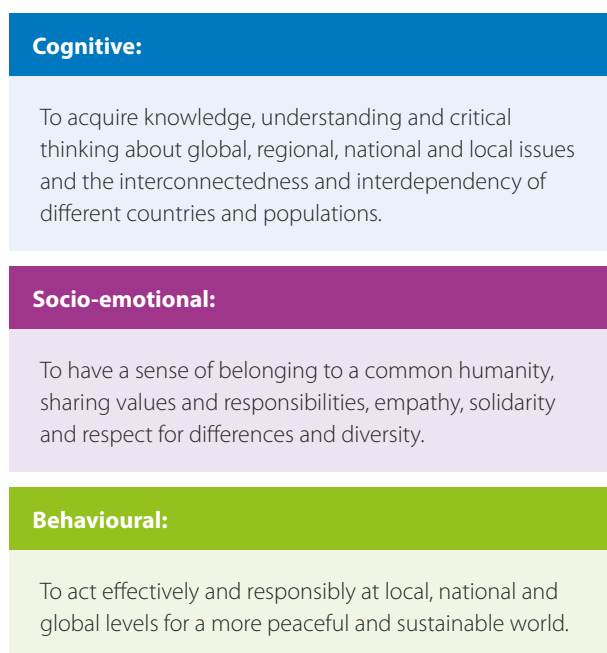 Cognitive:
To acquire knowledge, understanding and critical
thinking about global, regional, national and local issues
and the interconnectedness and interdependency of
different countries and populations.
Socio-emotional:
To have a sense of belonging to a common humanity,
sharing values and responsibilities, empathy, solidarity
and respect for differences and diversity.
Behavioural:
To act effectively and responsibly at local, national and
global levels for a more peaceful and sustainable world.